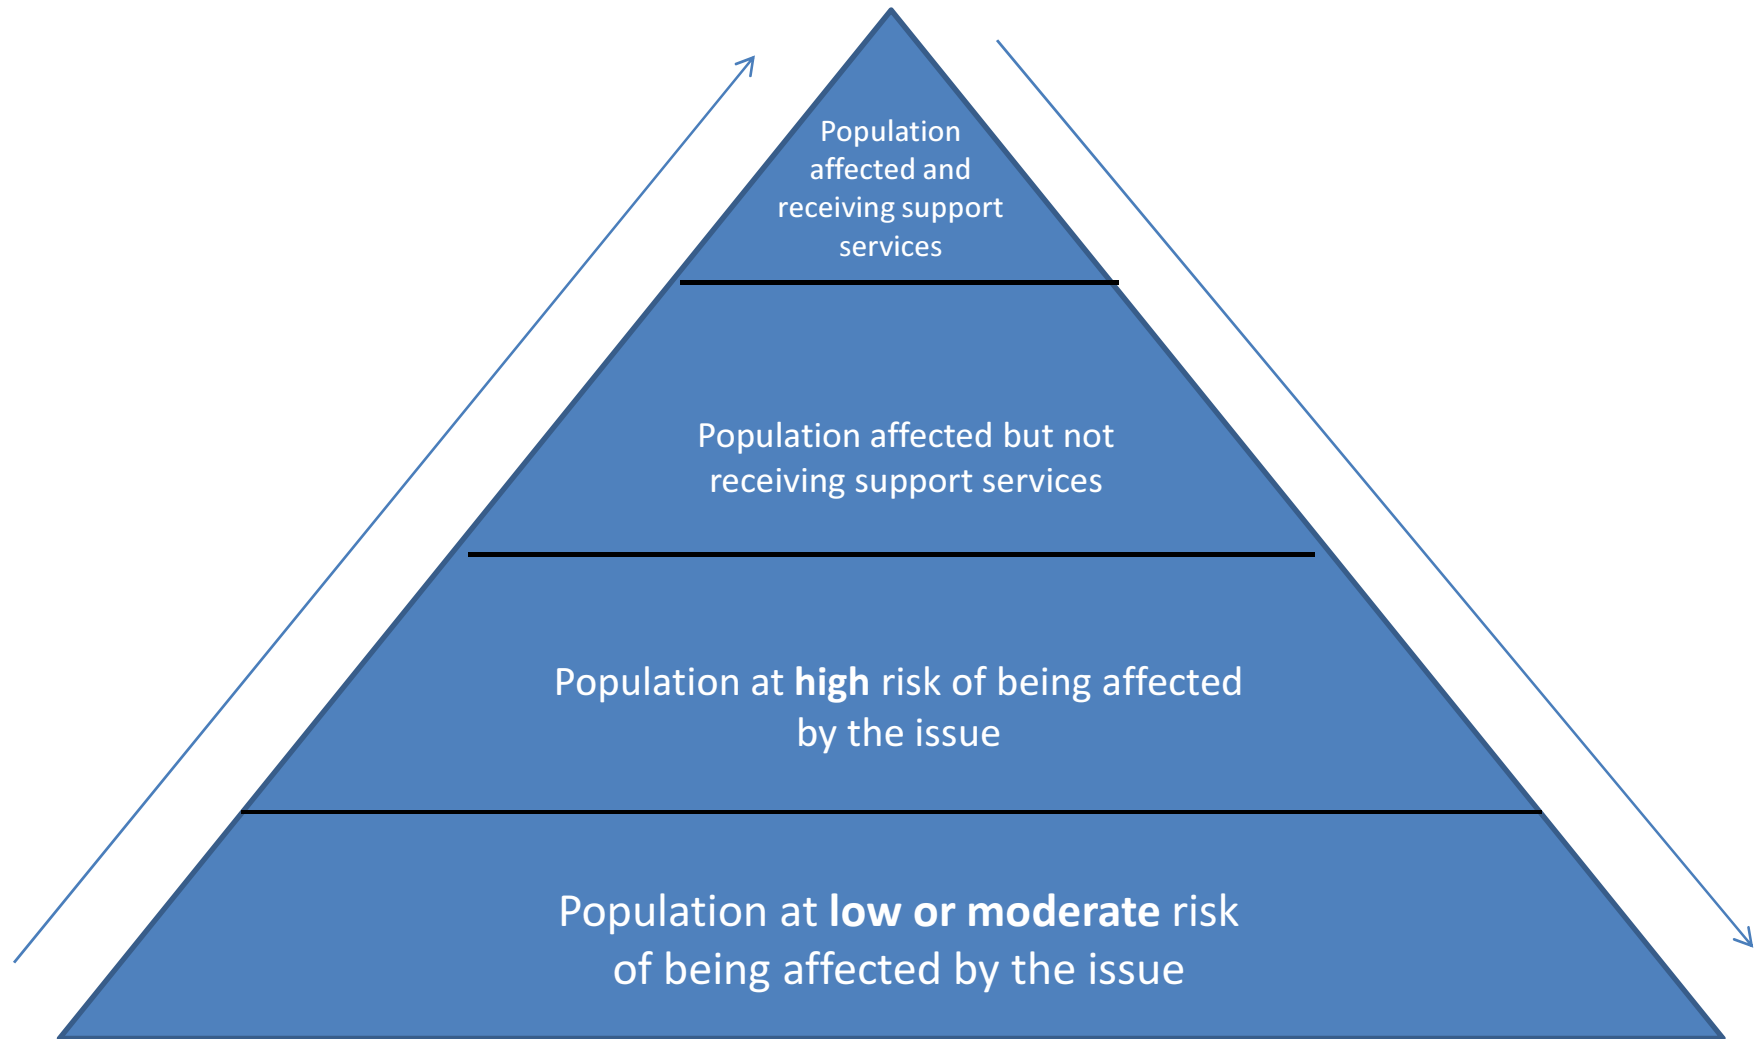 Population
affected and
receiving support
services
Population affected but not
receiving support services
Population at high risk of being affected
by the issue
Population at low or moderate risk
of being affected by the issue